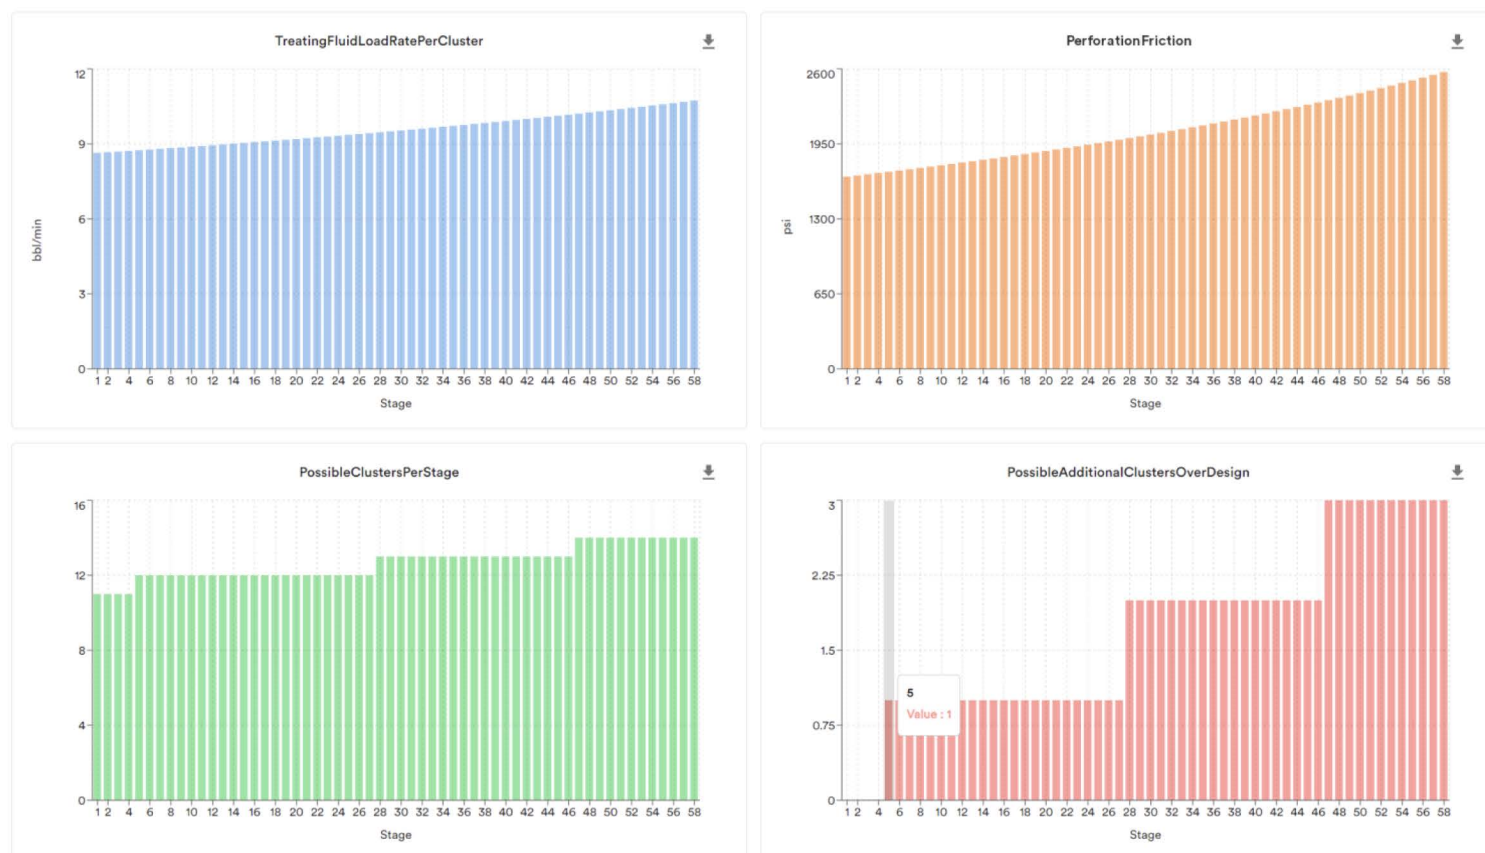 TreatingFluidLoadRatePerCluster
12
9
6
3
0
bbl/min
1 2 4 6 8 10 12 14 16 18 20 22 24 26 28 30 32 34 36 38 40 42 44 46 48 50 52 54 56 58
Stage
PerforationFriction
2600
1950
1300
650
0
psi
1 2 4 6 8 10 12 14 16 18 20 22 24 26 28 30 32 34 36 38 40 42 44 46 48 50 52 54 56 58
Stage
PossibleClustersPerStage
16
12
8
4
0
1 2 4 6 8 10 12 14 16 18 20 22 24 26 28 30 32 34 36 38 40 42 44 46 48 50 52 54 56 58
Stage
PossibleAdditionalClustersOverDesign
3
2.25
1.5
0.75
0
5
Value : 1
1 2 4 6 8 10 12 14 16 18 20 22 24 26 28 30 32 34 36 38 40 42 44 46 48 50 52 54 56 58
Stage